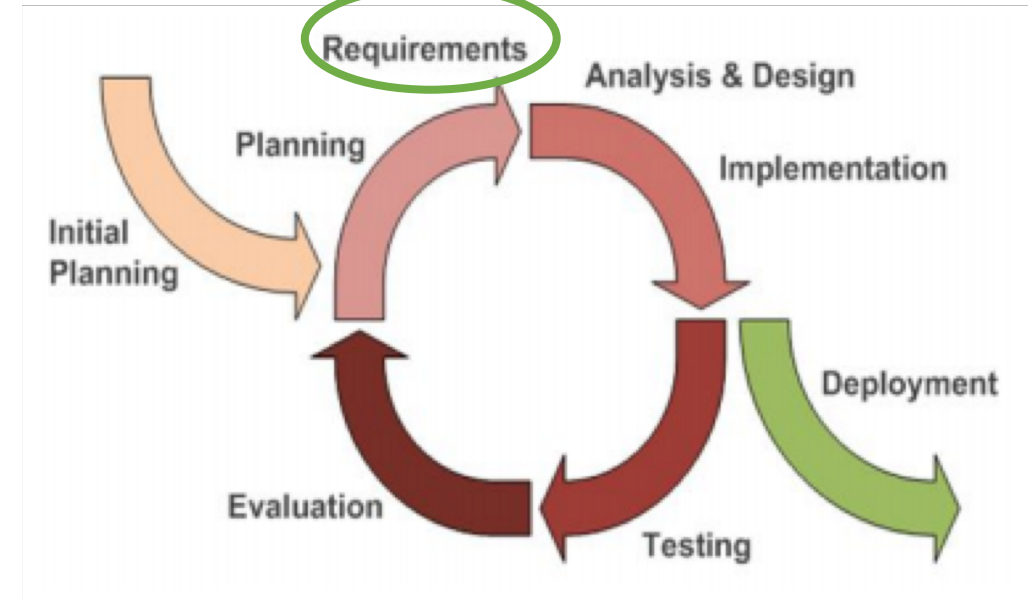 Requirements
Analysis & Design
Planning
Implementation
Initial
Planning
Deployment
Evaluation
Testing